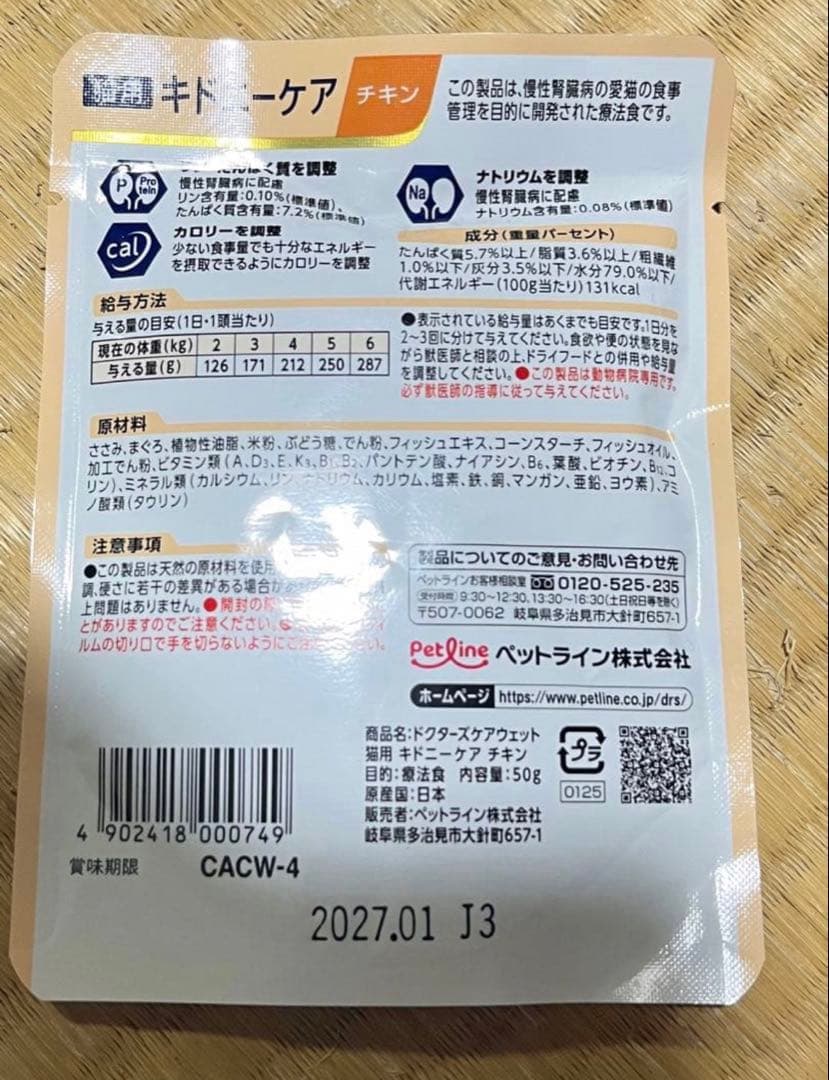 猫用 キドニーケア チキン
この製品は、慢性腎臓病の愛猫の食事
管理を目的に開発された療法食です。
たんぱく質を調整
P Protein
慢性腎臓病に配慮
リン含有量:0.10%(標準値)、
たんぱく質含有量:7.2%(標準値)
cal
カロリーを調整
少ない食事量でも十分なエネルギー
を摂取できるようにカロリーを調整
Na
ナトリウムを調整
慢性腎臓病に配慮
ナトリウム含有量:0.08%(標準値)
成分(重量パーセント)
たんぱく質5.7%以上/脂質3.6%以上/粗繊維
1.0%以下/灰分3.5%以下/水分79.0%以下/
代謝エネルギー(100g当たり)131kcal
給与方法
与える量の目安(1日・1頭当たり)
現在の体重(kg) 2 3 4 5 6
与える量(g) 126 171 212 250 287
●表示されている給与量はあくまでも目安です。1日分を
2~3回に分けて与えてください。食欲や便の状態を見な
がら獣医師と相談の上、ドライフードとの併用や給与量
を調整してください。●この製品は動物病院専用です。
必ず獣医師の指導に従って与えてください。
原材料
ささみ、まぐろ、植物性油脂、米粉、ぶどう糖、でん粉、フィッシュエキス、コーンスターチ、フィッシュオイル、
加工でん粉、ビタミン類(A、D3、E、K3、B1、B2、パントテン酸、ナイアシン、B6、葉酸、ビオチン、B12、コ
リン)、ミネラル類(カルシウム、リン、ナトリウム、カリウム、塩素、鉄、銅、マンガン、亜鉛、ヨウ素)、アミ
ノ酸類(タウリン)
注意事項
●この製品は天然の原材料を使用
調、硬さに若干の差異がある場合が
上問題はありません。●開封の際
とがありますのでご注意ください。
ルムの切り口で手を切らないようにご注意ください。
製品についてのご意見・お問い合わせ先
ペットラインお客様相談室 0120-525-235
(受付時間)9:30~12:30、13:30~16:30(土日祝日等を除く)
〒507-0062 岐阜県多治見市大針町657-1
Petline ペットライン株式会社
ホームページ https://www.petline.co.jp/drs/
商品名:ドクターズケアウェット
猫用 キドニーケア チキン
目的:療法食 内容量:50g
原産国:日本
販売者:ペットライン株式会社
岐阜県多治見市大針町657-1
プラ
0125
4 902418 000749
賞味期限 CACW-4
2027.01 J3